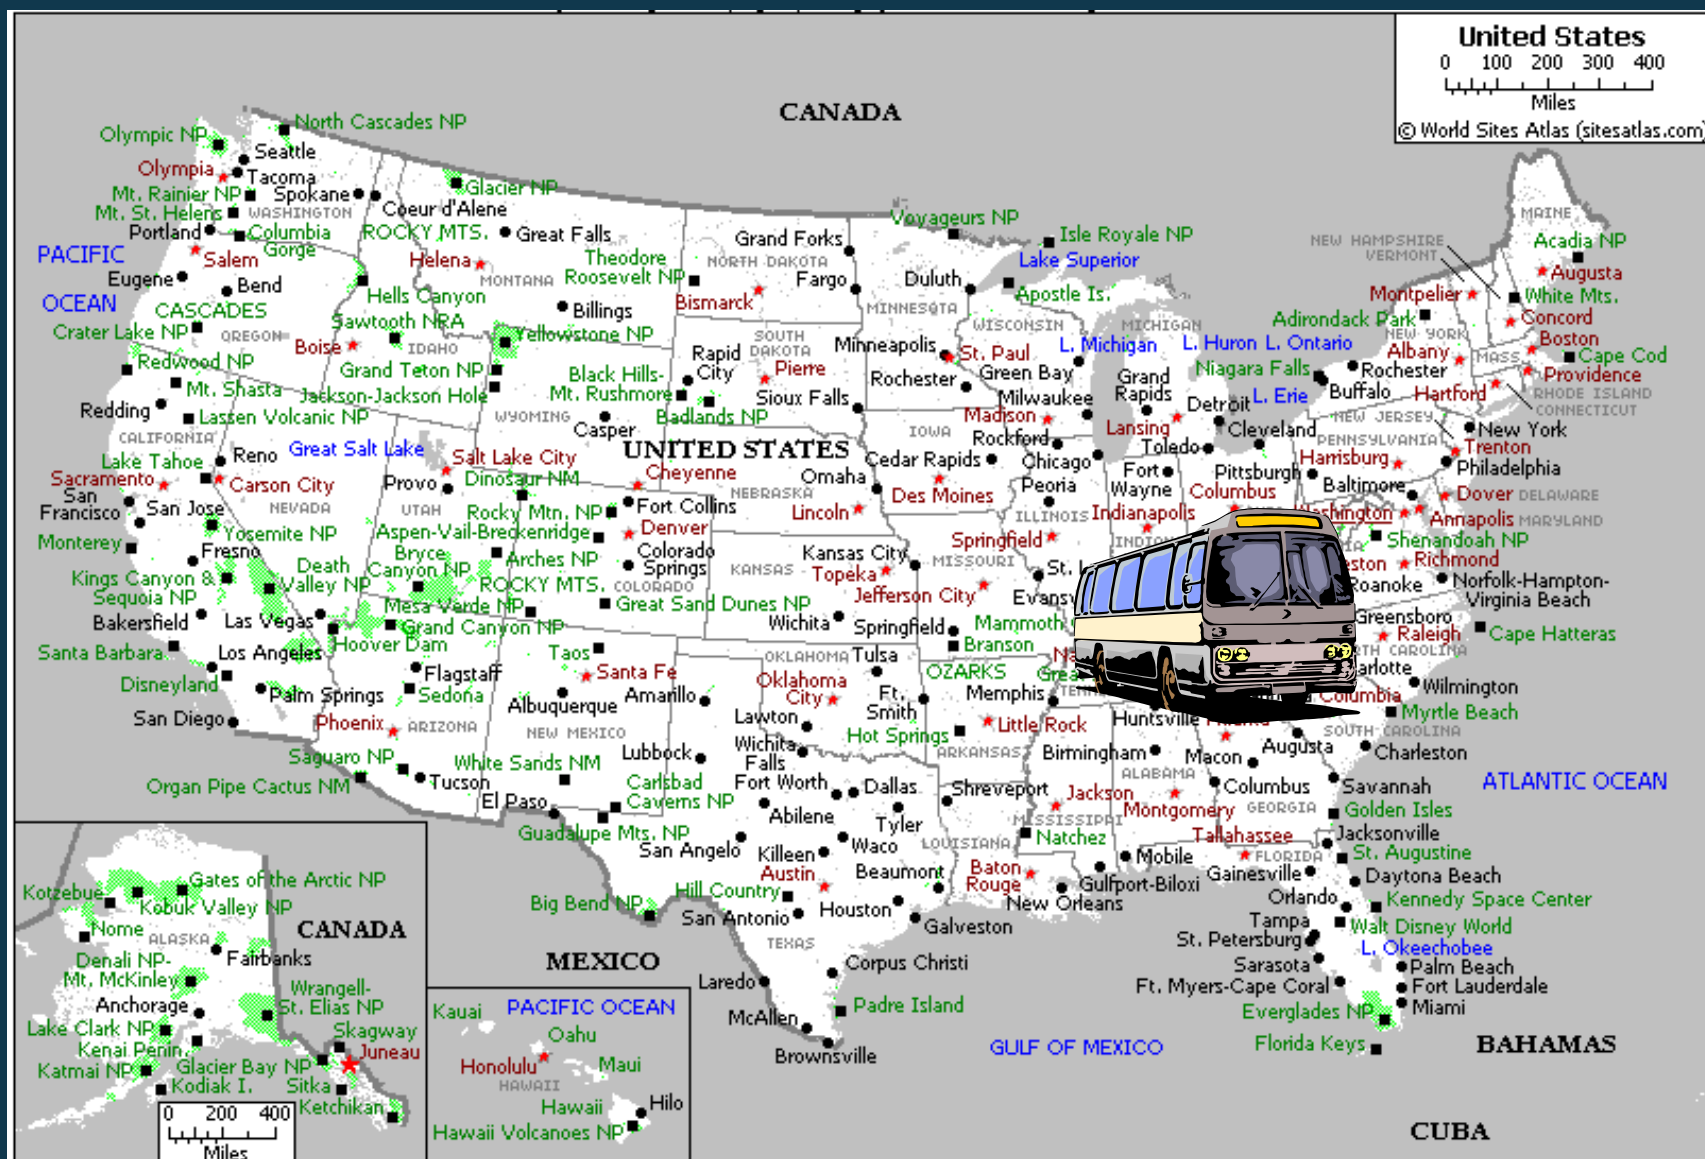 United States
0 100 200 300 400
Miles
© World Sites Atlas (sitesatlas.com)
CANADA
North Cascades NP
Olympic NP
Seattle
Olympia
Tacoma
Mt. Rainier NP
Spokane
Glacier NP
Coeur d'Alene
Mt. St. Helens
WASHINGTON
Portland
Columbia
Gorge
ROCKY MTS.
Great Falls
PACIFIC
OCEAN
Salem
Helena
MONTANA
Eugene
Bend
Hells Canyon
Billings
CASCADES
Sawtooth NRA
Crater Lake NP
OREGON
Boise
IDAHO
Yellowstone NP
Redwood NP
Grand Teton NP
Mt. Shasta
Jackson-Jackson Hole
Redding
Lassen Volcanic NP
WYOMING
Casper
CALIFORNIA
Great Salt Lake
Lake Tahoe
Reno
Salt Lake City
Cheyenne
Sacramento
Carson City
Provo
Dinosaur NM
San
Francisco
San Jose
NEVADA
UTAH
Rocky Mtn. NP
Fort Collins
Monterey
Yosemite NP
Aspen-Vail-Breckenridge
Denver
Fresno
Bryce
Canyon NP
Arches NP
Colorado
Springs
Kings Canyon &
Sequoia NP
Death
Valley NP
ROCKY MTS.
COLORADO
Bakersfield
Las Vegas
Mesa Verde NP
Great Sand Dunes NP
Santa Barbara
Los Angeles
Hoover Dam
Grand Canyon NP
Taos
Disneyland
Palm Springs
Flagstaff
Sedona
Santa Fe
San Diego
Phoenix
ARIZONA
Albuquerque
NEW MEXICO
Saguaro NP
Organ Pipe Cactus NM
Tucson
White Sands NM
El Paso
Carlsbad
Caverns NP
Guadalupe Mts. NP
Theodore
Roosevelt NP
Grand Forks
NORTH DAKOTA
Fargo
Bismarck
SOUTH
DAKOTA
Rapid
City
Pierre
Black Hills-
Mt. Rushmore
Badlands NP
Sioux Falls
UNITED STATES
Omaha
NEBRASKA
Lincoln
Kansas City
KANSAS
Topeka
Wichita
OKLAHOMA
Tulsa
Oklahoma
City
Amarillo
Lawton
Lubbock
Wichita
Falls
Fort Worth
Dallas
Abilene
Tyler
San Angelo
Waco
Killeen
Austin
Beaumont
Hill Country
Big Bend NP
San Antonio
Houston
Galveston
TEXAS
Laredo
Corpus Christi
Padre Island
McAllen
Brownsville
Voyageurs NP
Isle Royale NP
Lake Superior
Duluth
Apostle Is.
MINNESOTA
WISCONSIN
MICHIGAN
Minneapolis
St. Paul
L. Michigan
L. Huron
L. Ontario
Rochester
Green Bay
Grand
Rapids
Milwaukee
Madison
Lansing
Detroit
L. Erie
IOWA
Rockford
Toledo
Cleveland
Cedar Rapids
Chicago
Fort
Wayne
Des Moines
Peoria
Columbus
ILLINOIS
Indianapolis
Springfield
MISSOURI
Jefferson City
Springfield
Branson
Mammoth
OZARKS
Ft.
Smith
Memphis
Little Rock
Hot Springs
ARKANSAS
Huntsville
Birmingham
Shreveport
Jackson
ALABAMA
Montgomery
MISSISSIPPI
Natchez
LOUISIANA
Baton
Rouge
Mobile
Gulfport-Biloxi
New Orleans
NEW HAMPSHIRE
VERMONT
MAINE
Acadia NP
Augusta
Montpelier
White Mts.
Adirondack Park
Concord
NEW YORK
Boston
Albany
MASS
Cape Cod
Niagara Falls
Rochester
Providence
Buffalo
Hartford
RHODE ISLAND
CONNECTICUT
NEW JERSEY
New York
PENNSYLVANIA
Trenton
Harrisburg
Philadelphia
Pittsburgh
Baltimore
Dover
DELAWARE
Washington
Annapolis
MARYLAND
Shenandoah NP
Richmond
Roanoke
Norfolk-Hampton-
Virginia Beach
Greensboro
Raleigh
Cape Hatteras
Wilmington
Columbia
Myrtle Beach
SOUTH CAROLINA
Augusta
Charleston
Macon
Columbus
Savannah
GEORGIA
Golden Isles
ATLANTIC OCEAN
Tallahassee
Jacksonville
FLORIDA
St. Augustine
Gainesville
Daytona Beach
Orlando
Kennedy Space Center
Tampa
Walt Disney World
St. Petersburg
L. Okeechobee
Sarasota
Palm Beach
Ft. Myers-Cape Coral
Fort Lauderdale
Everglades NP
Miami
Florida Keys
BAHAMAS
GULF OF MEXICO
CUBA
MEXICO
Kotzebue
Gates of the Arctic NP
Kobuk Valley NP
CANADA
Nome
ALASKA
Fairbanks
Denali NP-
Mt. McKinley
Wrangell-
St. Elias NP
Anchorage
Lake Clark NP
Skagway
Kenai Penin.
Juneau
Katmai NP
Glacier Bay NP
Kodiak I.
Sitka
Ketchikan
0 200 400
Miles
PACIFIC OCEAN
Kauai
Oahu
Honolulu
Maui
HAWAII
Hawaii
Hilo
Hawaii Volcanoes NP